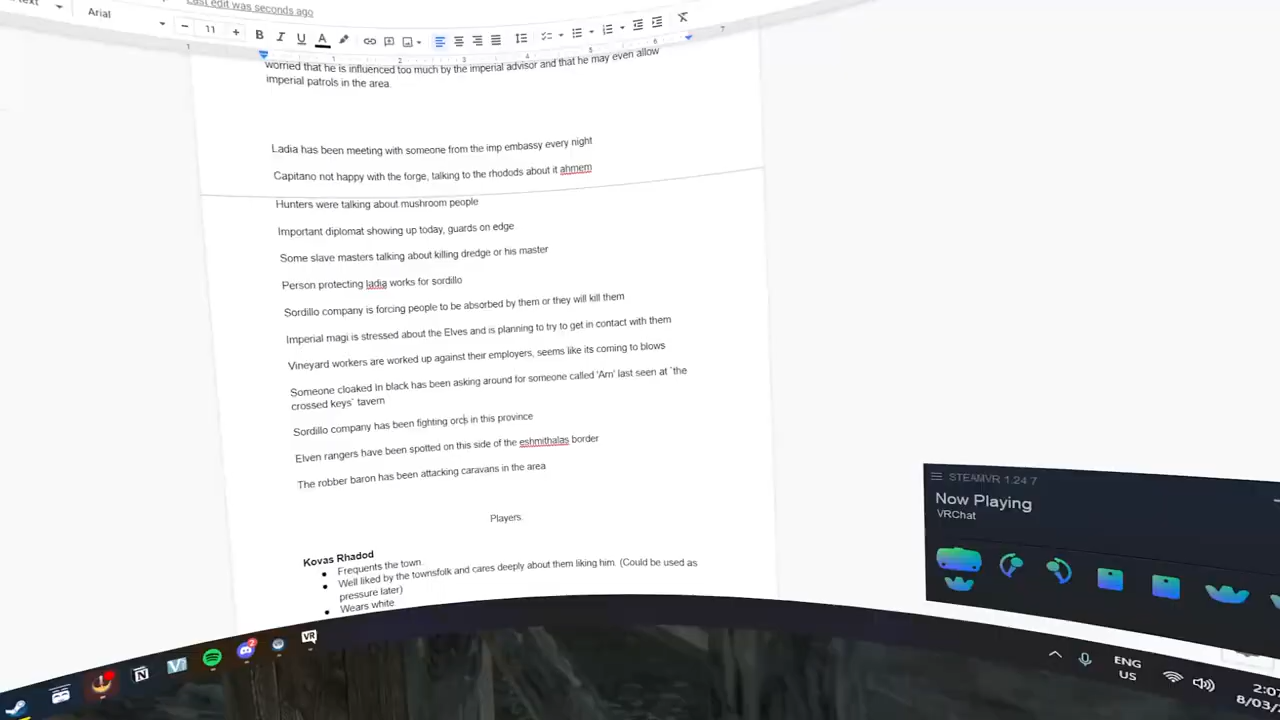 Last edit was seconds ago
Arial
11
B I U A
1 1 2 3 4 5 6 7
worried that he is influenced too much by the imperial advisor and that he may even allow
imperial patrols in the area.
Ladia has been meeting with someone from the imp embassy every night
Capitano not happy with the forge, talking to the rhodods about it ahmem
Hunters were talking about mushroom people
Important diplomat showing up today, guards on edge
Some slave masters talking about killing dredge or his master
Person protecting ladia works for sordillo
Sordillo company is forcing people to be absorbed by them or they will kill them
Imperial magi is stressed about the Elves and is planning to try to get in contact with them
Vineyard workers are worked up against their employers, seems like its coming to blows
Someone cloaked in black has been asking around for someone called 'Arn' last seen at `the
crossed keys` tavern
Sordillo company has been fighting orcs in this province
Elven rangers have been spotted on this side of the eshmithalas border
The robber baron has been attacking caravans in the area
Players
Kovas Rhadod
Frequents the town.
Well liked by the townsfolk and cares deeply about them liking him. (Could be used as
pressure later)
Wears white
STEAMVR 1.24 7
Now Playing
VRChat
2
VR
ENG
US